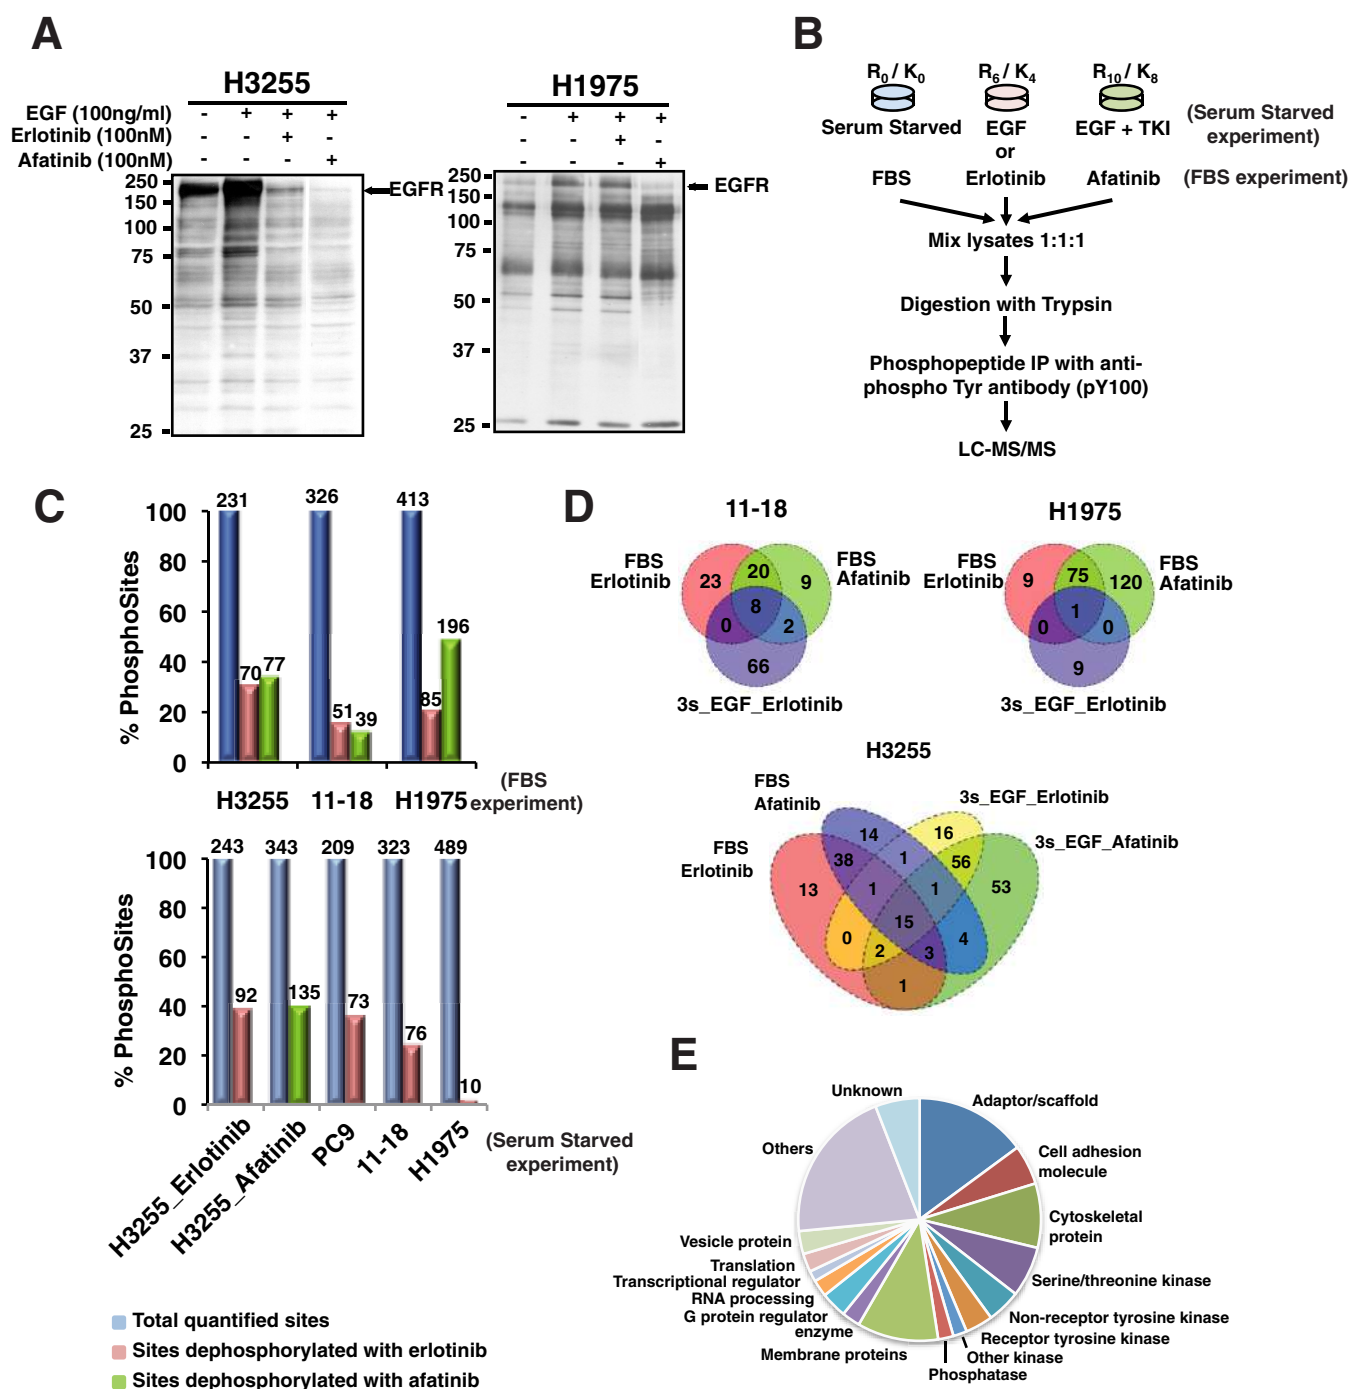 A
H3255
EGF (100ng/ml) - + + +
Erlotinib (100nM) - - + -
Afatinib (100nM) - - - +
250
150
100
75
50
37
25
EGFR
H1975
- + + +
- - + -
- - - +
250
150
100
75
50
37
25
EGFR
B
R0 / K0 R6 / K4 R10 / K8
Serum Starved EGF EGF + TKI (Serum Starved experiment)
or
FBS Erlotinib Afatinib (FBS experiment)
Mix lysates 1:1:1
Digestion with Trypsin
Phosphopeptide IP with anti-
phospho Tyr antibody (pY100)
LC-MS/MS
C
% PhosphoSites
100
80
60
40
20
0
231 70 77
326 51 39
413 85 196
H3255 11-18 H1975
(FBS
experiment)
% PhosphoSites
100
80
60
40
20
0
243 92
343 135
209 73
323 76
489 10
H3255_Erlotinib
H3255_Afatinib
PC9
11-18
H1975
(Serum Starved
experiment)
Total quantified sites
Sites dephosphorylated with erlotinib
Sites dephosphorylated with afatinib
D
11-18
FBS
Erlotinib
FBS
Afatinib
23 20 9
8
0 2
66
3s_EGF_Erlotinib
H1975
FBS
Erlotinib
FBS
Afatinib
9 75 120
1
0 0
9
3s_EGF_Erlotinib
H3255
FBS
Afatinib
3s_EGF_Erlotinib
FBS
Erlotinib
3s_EGF_Afatinib
14 16
38 1 56
13 1 1 53
15
0 2 3 4
1
E
Unknown
Adaptor/scaffold
Others
Cell adhesion
molecule
Cytoskeletal
protein
Vesicle protein
Translation
Serine/threonine kinase
Transcriptional regulator
RNA processing
Non-receptor tyrosine kinase
G protein regulator
enzyme
Receptor tyrosine kinase
Membrane proteins
Other kinase
Phosphatase